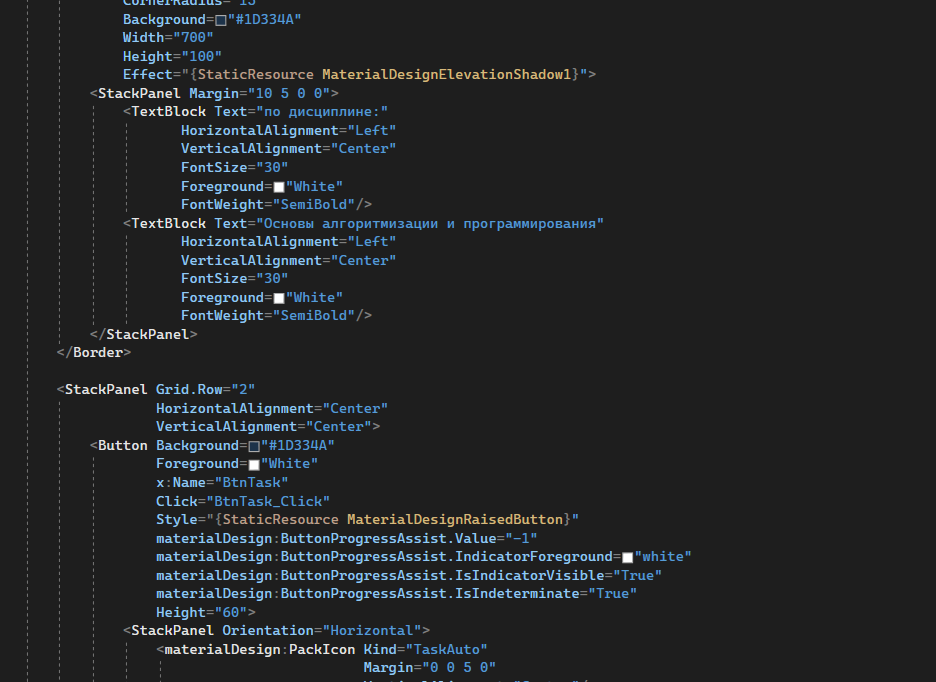 CornerRadius="15"
Background="#1D334A"
Width="700"
Height="100"
Effect="{StaticResource MaterialDesignElevationShadow1}">
<StackPanel Margin="10 5 0 0">
<TextBlock Text="по дисциплине:"
HorizontalAlignment="Left"
VerticalAlignment="Center"
FontSize="30"
Foreground="White"
FontWeight="SemiBold"/>
<TextBlock Text="Основы алгоритмизации и программирования"
HorizontalAlignment="Left"
VerticalAlignment="Center"
FontSize="30"
Foreground="White"
FontWeight="SemiBold"/>
</StackPanel>
</Border>
<StackPanel Grid.Row="2"
HorizontalAlignment="Center"
VerticalAlignment="Center">
<Button Background="#1D334A"
Foreground="White"
x:Name="BtnTask"
Click="BtnTask_Click"
Style="{StaticResource MaterialDesignRaisedButton}"
materialDesign:ButtonProgressAssist.Value="-1"
materialDesign:ButtonProgressAssist.IndicatorForeground="white"
materialDesign:ButtonProgressAssist.IsIndicatorVisible="True"
materialDesign:ButtonProgressAssist.IsIndeterminate="True"
Height="60">
<StackPanel Orientation="Horizontal">
<materialDesign:PackIcon Kind="TaskAuto"
Margin="0 0 5 0"